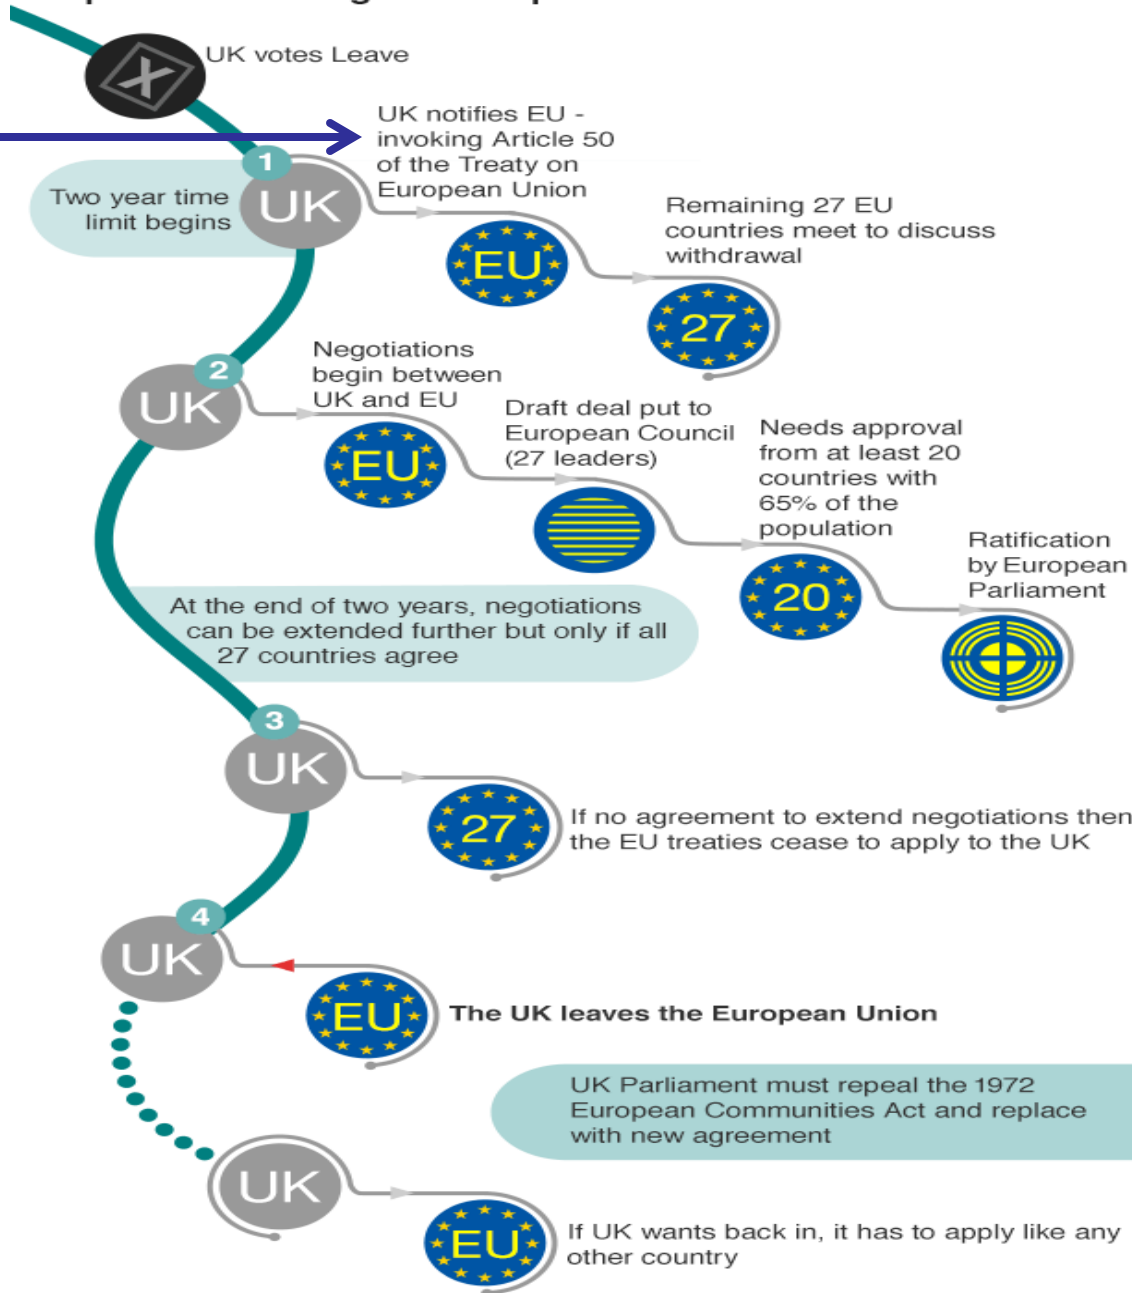 UK votes Leave
UK notifies EU -
invoking Article 50
of the Treaty on
European Union
1
UK
Two year time
limit begins
EU
Remaining 27 EU
countries meet to discuss
withdrawal
27
2
UK
Negotiations
begin between
UK and EU
EU
Draft deal put to
European Council
(27 leaders)
Needs approval
from at least 20
countries with
65% of the
population
20
Ratification
by European
Parliament
At the end of two years, negotiations
can be extended further but only if all
27 countries agree
3
UK
27
If no agreement to extend negotiations then
the EU treaties cease to apply to the UK
4
UK
EU
The UK leaves the European Union
UK Parliament must repeal the 1972
European Communities Act and replace
with new agreement
UK
EU
If UK wants back in, it has to apply like any
other country